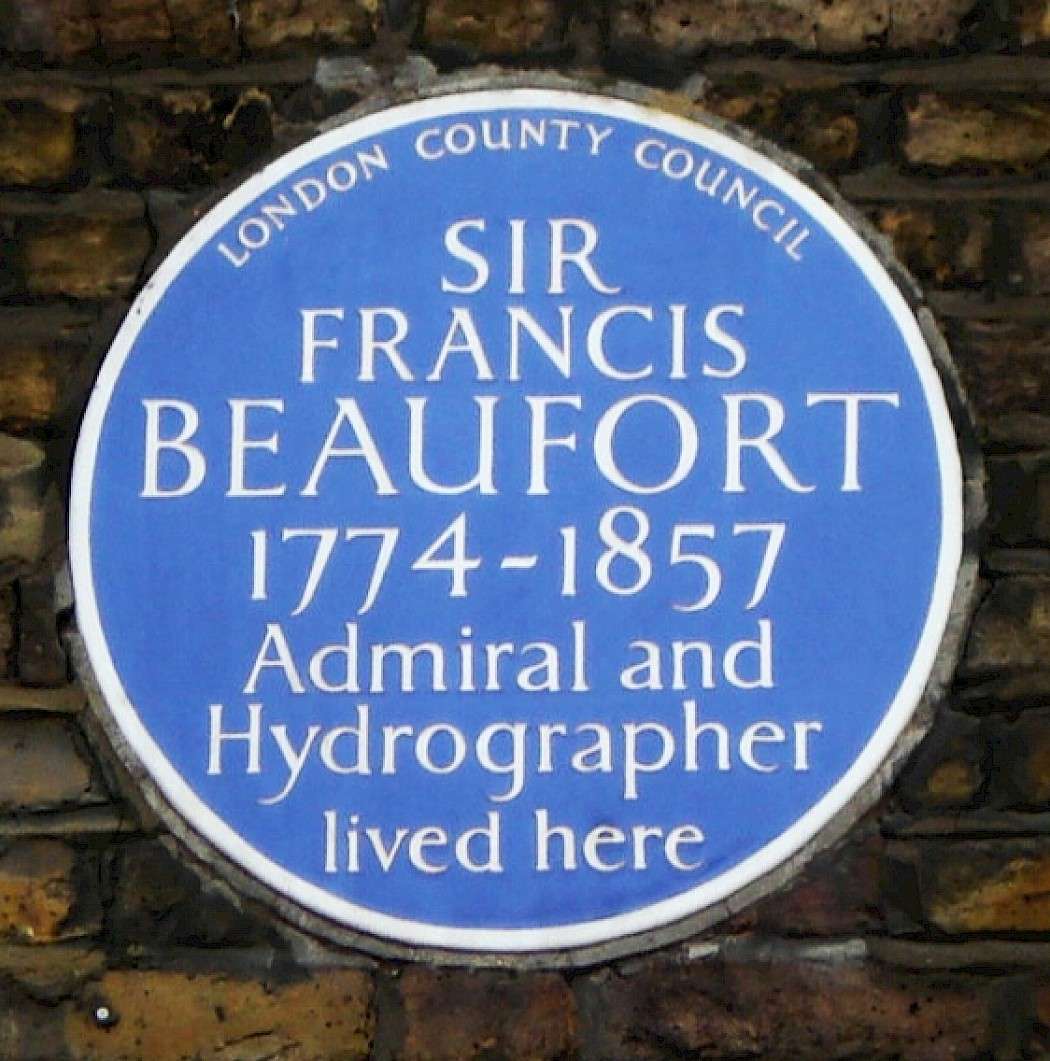 LONDON COUNTY COUNCIL
SIR
FRANCIS
BEAUFORT
1774-1857
Admiral and
Hydrographer
lived here